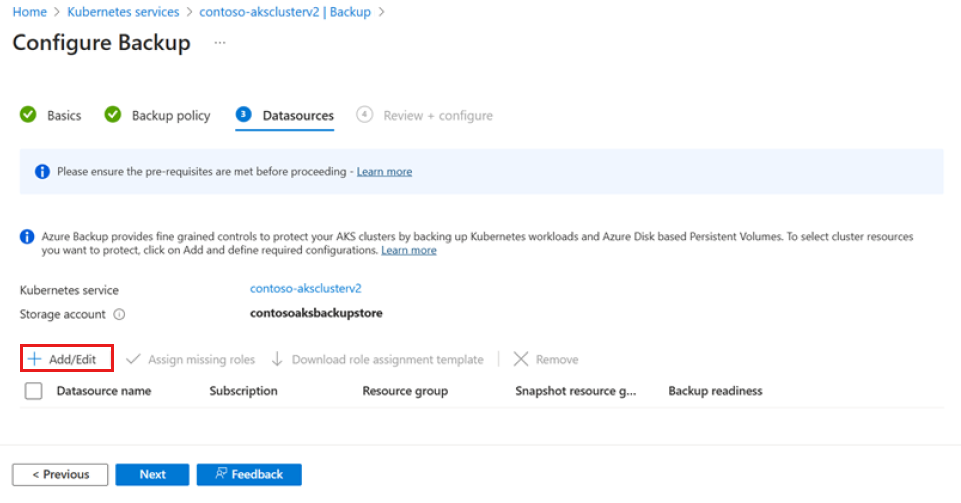 Home > Kubernetes services > contoso-aksclusterv2 | Backup >
Configure Backup ...
Basics Backup policy 3 Datasources 4 Review + configure
Please ensure the pre-requisites are met before proceeding - Learn more
Azure Backup provides fine grained controls to protect your AKS clusters by backing up Kubernetes workloads and Azure Disk based Persistent Volumes. To select cluster resources
you want to protect, click on Add and define required configurations. Learn more
Kubernetes service contoso-aksclusterv2
Storage account contosoaksbackupstore
Add/Edit Assign missing roles Download role assignment template | Remove
Datasource name Subscription Resource group Snapshot resource g... Backup readiness
< Previous Next Feedback